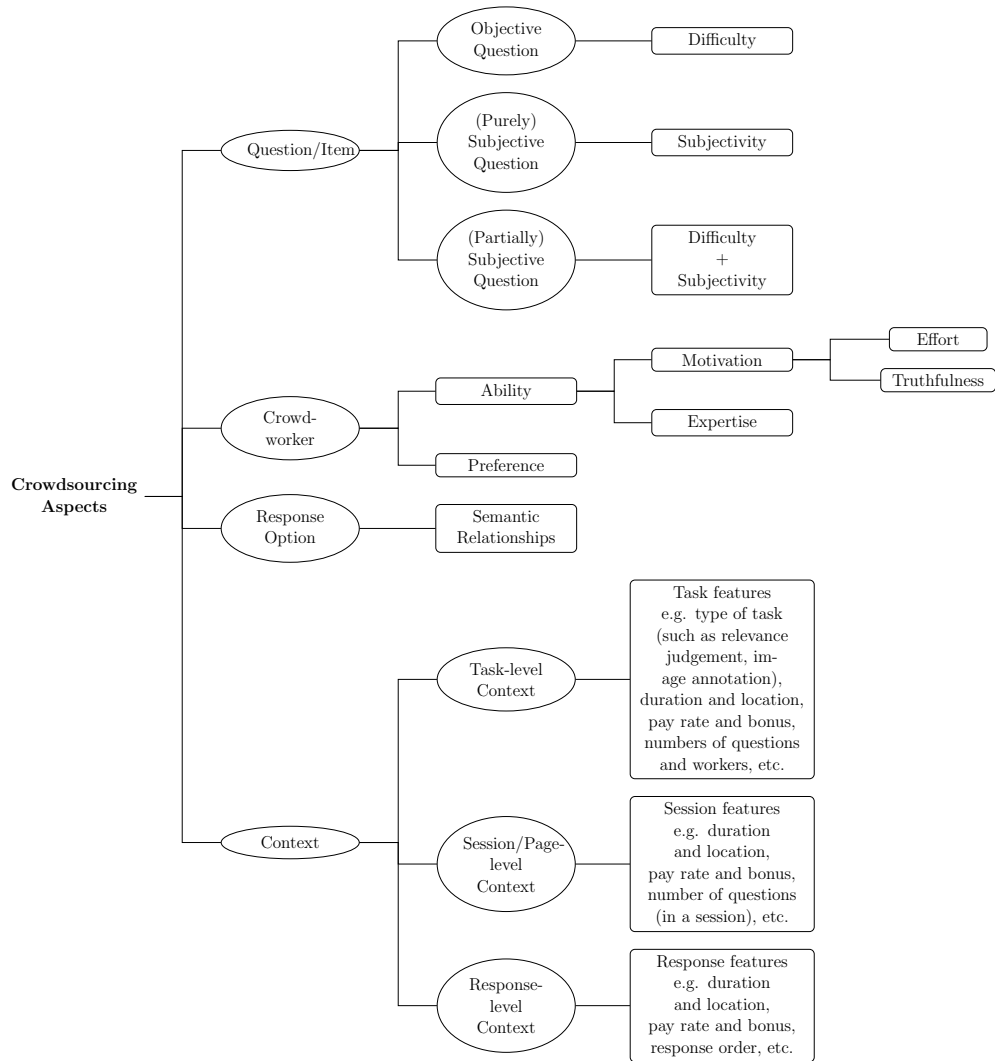 Objective
Question
Difficulty
(Purely)
Subjective
Question
Subjectivity
Question/Item
(Partially)
Subjective
Question
Difficulty
+
Subjectivity
Effort
Motivation
Truthfulness
Ability
Expertise
Crowd-
worker
Preference
Crowdsourcing
Aspects
Response
Option
Semantic
Relationships
Task-level
Context
Task features
e.g. type of task
(such as relevance
judgement, im-
age annotation),
duration and location,
pay rate and bonus,
numbers of questions
and workers, etc.
Context
Session/Page-
level
Context
Session features
e.g. duration
and location,
pay rate and bonus,
number of questions
(in a session), etc.
Response-
level
Context
Response features
e.g. duration
and location,
pay rate and bonus,
response order, etc.